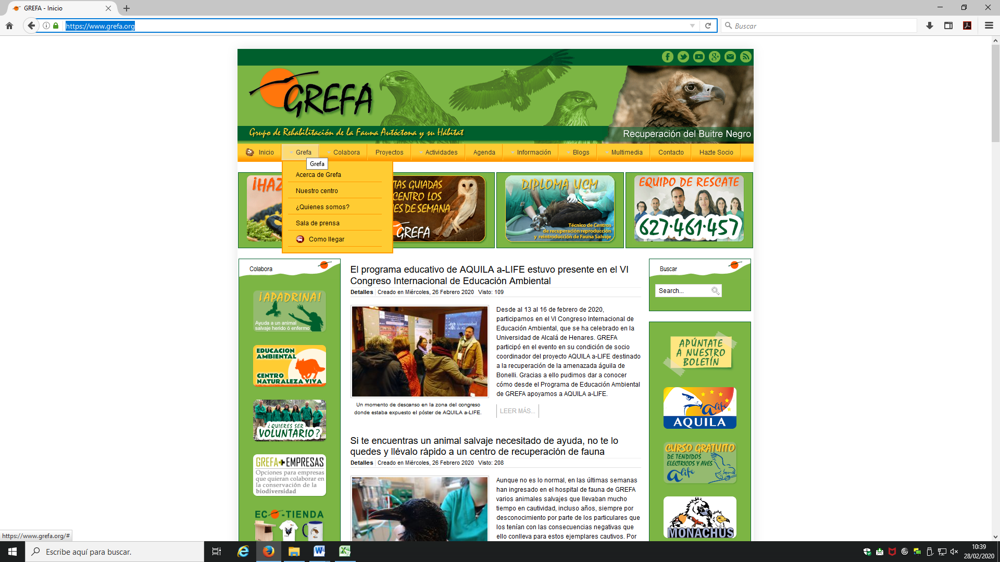 GREFA - Inicio
https://www.grefa.org
Buscar
GREFA
Grupo de Rehabilitación de la Fauna Autóctona y su Hábitat
Recuperación del Buitre Negro
Inicio
Grefa
Colabora
Proyectos
Actividades
Agenda
Información
Blogs
Multimedia
Contacto
Hazte Socio
Grefa
Acerca de Grefa
Nuestro centro
¿Quienes somos?
Sala de prensa
Como llegar
¡HAZ
TAS GUIADAS
CENTRO LOS
ES DE SEMANA
GREFA
DIPLOMA UCM
Técnico de Centros
de recuperación reproducción
y reintroducción de Fauna Salvaje
EQUIPO DE RESCATE
627·461·457
Colabora
¡APADRINA!
Ayuda a un animal
salvaje herido ó enfermo
EDUCACION
AMBIENTAL
CENTRO
NATURALEZA VIVA
¿QUIERES SER
VOLUNTARIO?
GREFA+EMPRESAS
Opciones para empresas
que quieran colaborar en
la conservación de la
biodiversidad
ECO-TIENDA
El programa educativo de AQUILA a-LIFE estuvo presente en el VI
Congreso Internacional de Educación Ambiental
Detalles Creado en Miércoles, 26 Febrero 2020 Visto: 109
Universidad
Desde al 13 al 16 de febrero de 2020,
participamos en el VI Congreso Internacional de
Educación Ambiental, que se ha celebrado en la
Universidad de Alcalá de Henares. GREFA
participó en el evento en su condición de socio
coordinador del proyecto AQUILA a-LIFE destinado
a la recuperación de la amenazada águila de
Bonelli. Gracias a ello pudimos dar a conocer
cómo desde el Programa de Educación Ambiental
de GREFA apoyamos a AQUILA a-LIFE.
Un momento de descanso en la zona del congreso
donde estaba expuesto el póster de AQUILA a-LIFE.
LEER MÁS...
Si te encuentras un animal salvaje necesitado de ayuda, no te lo
quedes y llévalo rápido a un centro de recuperación de fauna
Detalles Creado en Miércoles, 26 Febrero 2020 Visto: 208
Aunque no es lo normal, en las últimas semanas
han ingresado en el hospital de fauna de GREFA
varios animales salvajes que llevaban mucho
tiempo en cautividad, incluso años, siempre por
desconocimiento por parte de los particulares que
los tenían con las consecuencias negativas que
ello conlleva para estos ejemplares cautivos. Por
Buscar
Search...
APÚNTATE
A NUESTRO
BOLETÍN
a life
AQUILA
CURSO GRATUITO
DE TENDIDOS
ELECTRICOS Y AVES
a life
MONACHUS
https://www.grefa.org/#
Escribe aquí para buscar.
10:39
28/02/2020